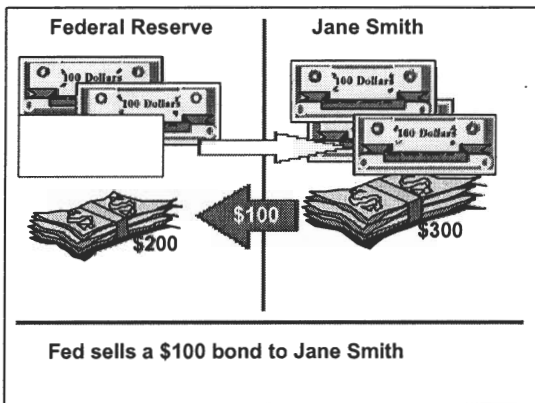 Federal Reserve
Jane Smith
100 Dollars
100 Dollars
100 Dollars
160 Dollars
$100
$200
$300
Fed sells a $100 bond to Jane Smith